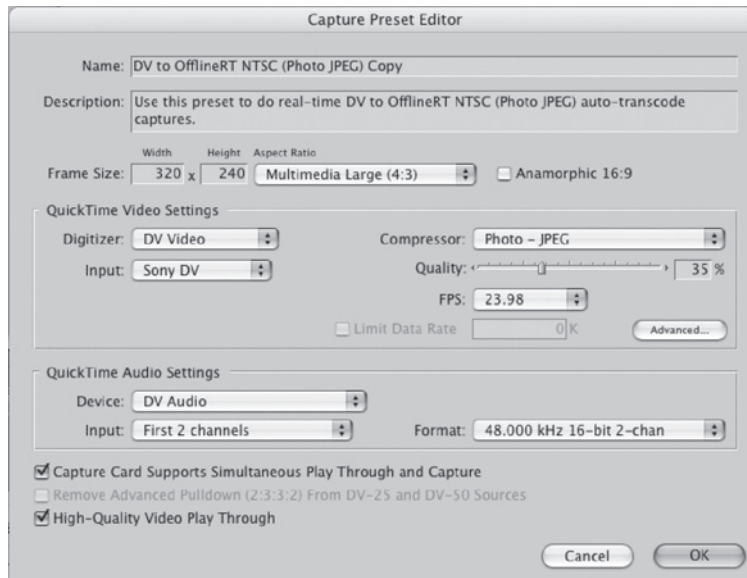 Capture Preset Editor
Name: DV to OfflineRT NTSC (Photo JPEG) Copy
Description: Use this preset to do real-time DV to OfflineRT NTSC (Photo JPEG) auto-transcode
captures.
Width Height Aspect Ratio
Frame Size: 320 x 240 Multimedia Large (4:3) Anamorphic 16:9
QuickTime Video Settings
Digitizer: DV Video Compressor: Photo - JPEG
Input: Sony DV Quality: 35 %
FPS: 23.98
Limit Data Rate 0 K Advanced...
QuickTime Audio Settings
Device: DV Audio
Input: First 2 channels Format: 48.000 kHz 16-bit 2-chan
Capture Card Supports Simultaneous Play Through and Capture
Remove Advanced Pulldown (2:3:3:2) From DV-25 and DV-50 Sources
High-Quality Video Play Through
Cancel OK